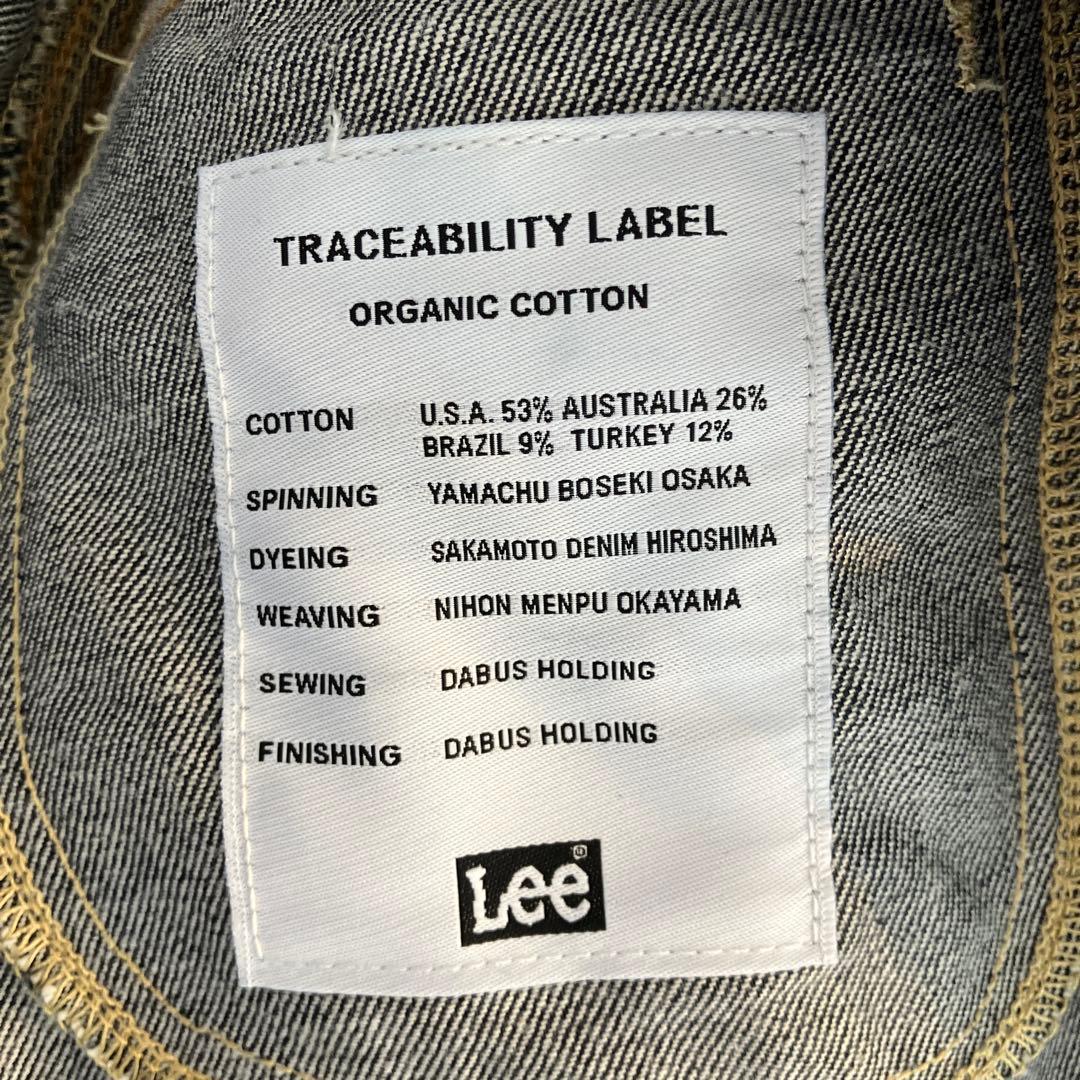 TRACEABILITY LABEL
ORGANIC COTTON
COTTON U.S.A. 53% AUSTRALIA 26%
BRAZIL 9% TURKEY 12%
SPINNING YAMACHU BOSEKI OSAKA
DYEING SAKAMOTO DENIM HIROSHIMA
WEAVING NIHON MENPU OKAYAMA
SEWING DABUS HOLDING
FINISHING DABUS HOLDING
Lee